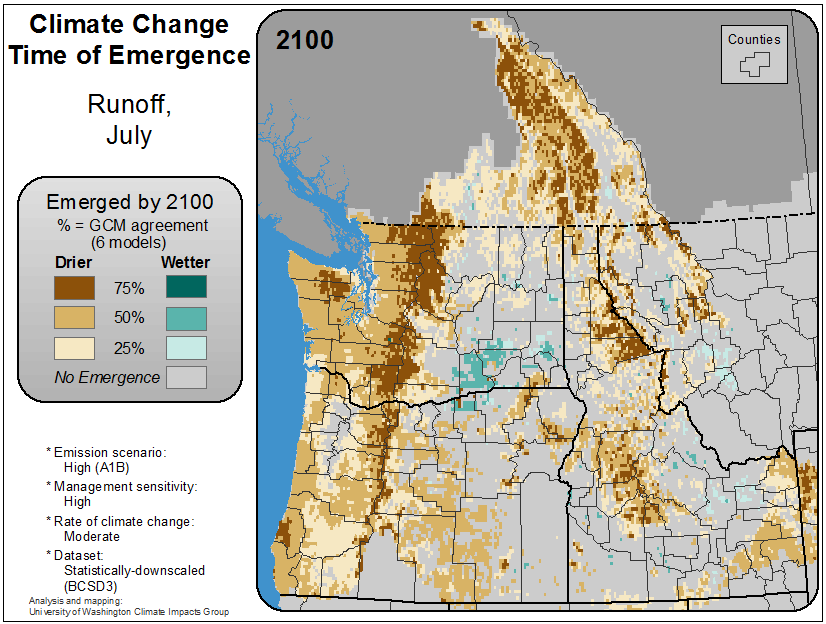 Climate Change
Time of Emergence
Runoff,
July
Emerged by 2100
% = GCM agreement
(6 models)
Drier Wetter
75%
50%
25%
No Emergence
* Emission scenario:
High (A1B)
* Management sensitivity:
High
* Rate of climate change:
Moderate
* Dataset:
Statistically-downscaled
(BCSD3)
Analysis and mapping:
University of Washington Climate Impacts Group
2100
Counties